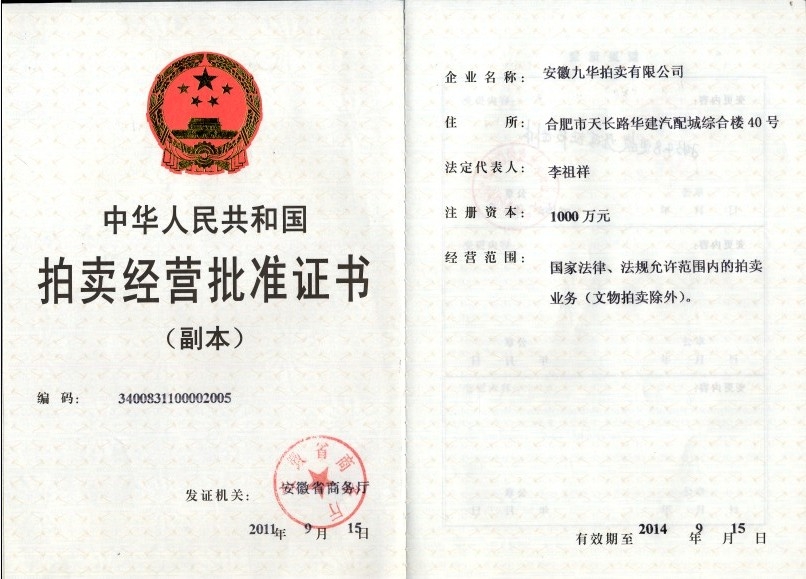 中华人民共和国
拍卖经营批准证书
（副本）
编 码： 3400831100002005
发证机关： 安徽省商务厅
2011年 9月 15日
企业名称： 安徽九华拍卖有限公司
住 所： 合肥市天长路华建汽配城综合楼40号
法定代表人： 李祖祥
注册资本： 1000万元
经营范围： 国家法律、法规允许范围内的拍卖
业务（文物拍卖除外）。
有效期至 2014年 9月 15日